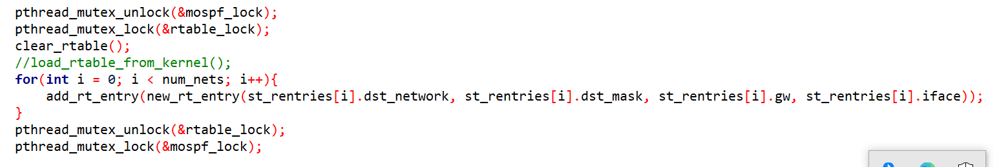 pthread_mutex_unlock(&mospf_lock);
pthread_mutex_lock(&rtable_lock);
clear_rtable();
//load_rtable_from_kernel();
for(int i = 0; i < num_nets; i++){
    add_rt_entry(new_rt_entry(st_rentries[i].dst_network, st_rentries[i].dst_mask, st_rentries[i].gw, st_rentries[i].iface));
}
pthread_mutex_unlock(&rtable_lock);
pthread_mutex_lock(&mospf_lock);